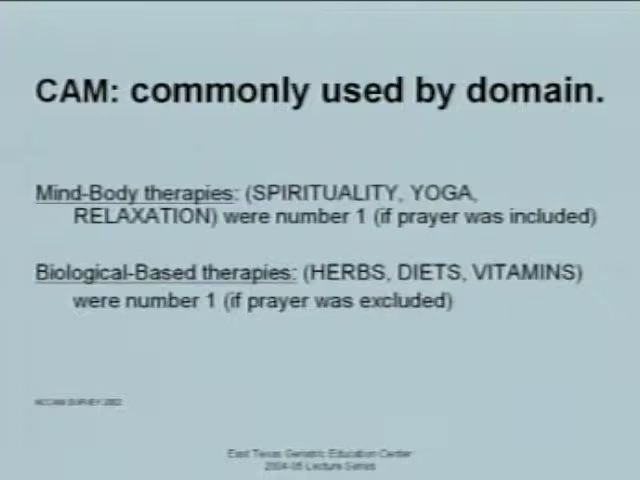 CAM: commonly used by domain.
Mind-Body therapies: (SPIRITUALITY, YOGA,
RELAXATION) were number 1 (if prayer was included)
Biological-Based therapies: (HERBS, DIETS, VITAMINS)
were number 1 (if prayer was excluded)
SURVEY 2002
East Texas Geriatric Education Center
2004-05 Lecture Series